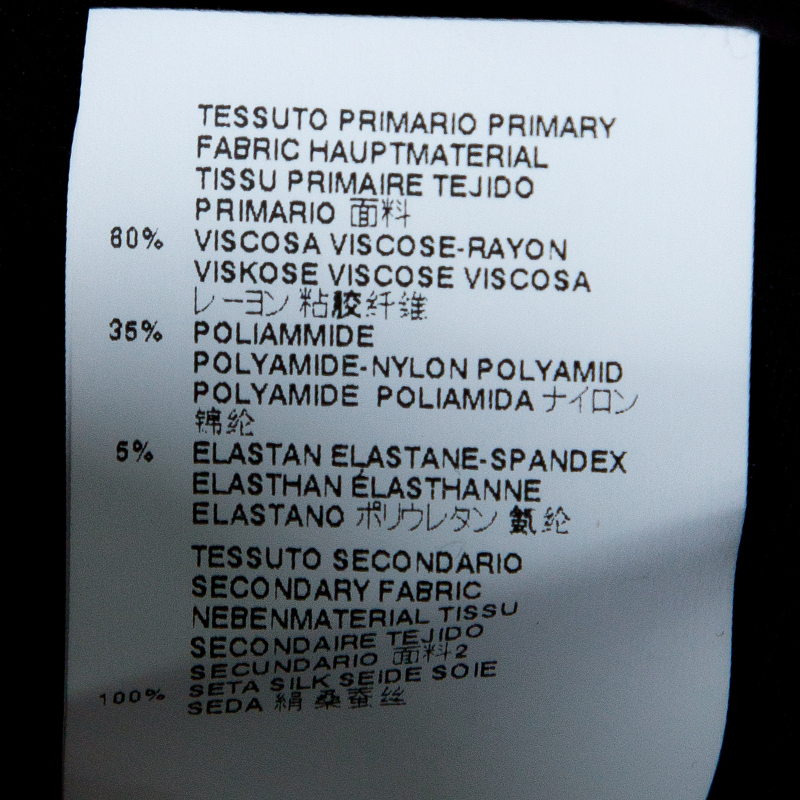 TESSUTO PRIMARIO PRIMARY
FABRIC HAUPTMATERIAL
TISSU PRIMAIRE TEJIDO
PRIMARIO 面料
60% VISCOSA VISCOSE-RAYON
VISKOSE VISCOSE VISCOSA
レーヨン 粘胶纤维
35% POLIAMMIDE
POLYAMIDE-NYLON POLYAMID
POLYAMIDE POLIAMIDA ナイロン
锦纶
5% ELASTAN ELASTANE-SPANDEX
ELASTHAN ÉLASTHANNE
ELASTANO ポリウレタン 氨纶
TESSUTO SECONDARIO
SECONDARY FABRIC
NEBENMATERIAL TISSU
SECONDAIRE TEJIDO
SECUNDARIO 面料2
100% SETA SILK SEIDE SOIE
SEDA 絹 桑蚕丝